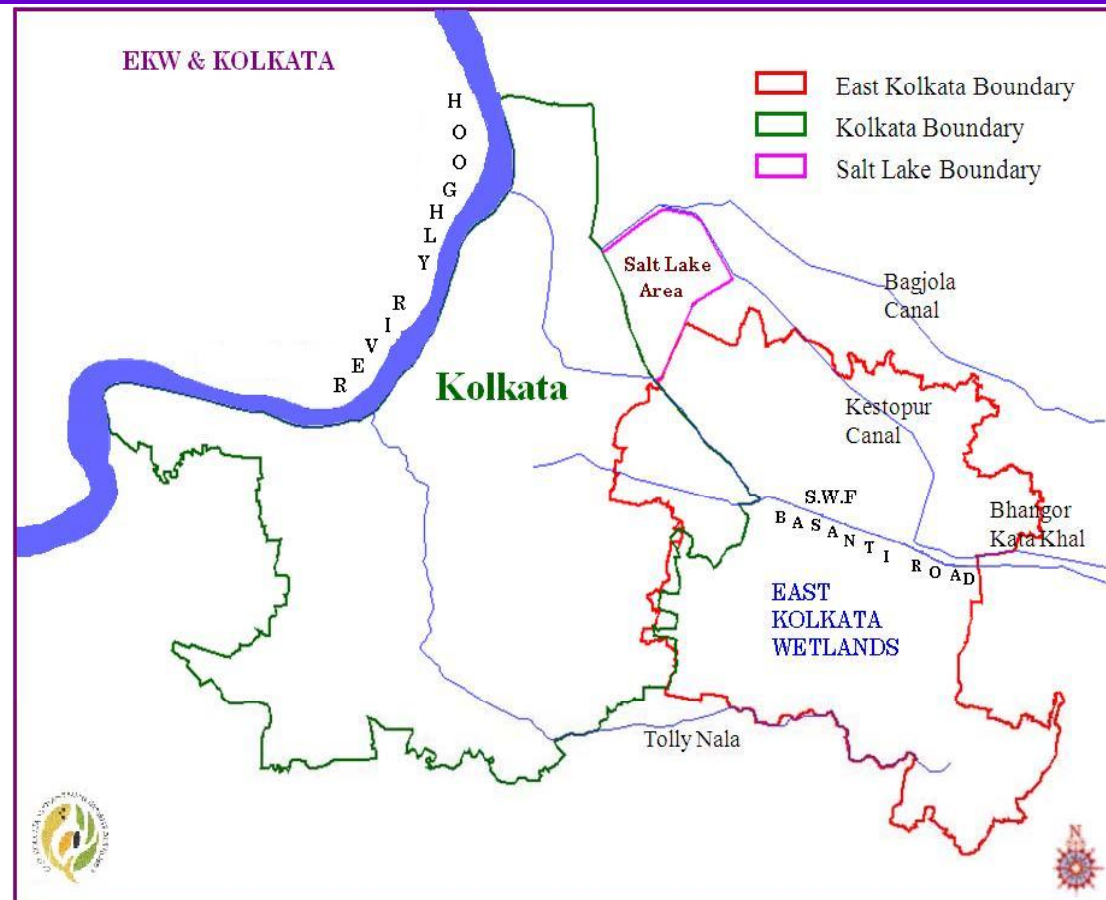 EKW & KOLKATA
East Kolkata Boundary
Kolkata Boundary
Salt Lake Boundary
HOOGHLY
RIVER
Salt Lake
Area
Bagjola
Canal
Kolkata
Kestopur
Canal
S.W.F
BASANTI ROAD
Bhangor
Kata Khal
EAST
KOLKATA
WETLANDS
Tolly Nala
N